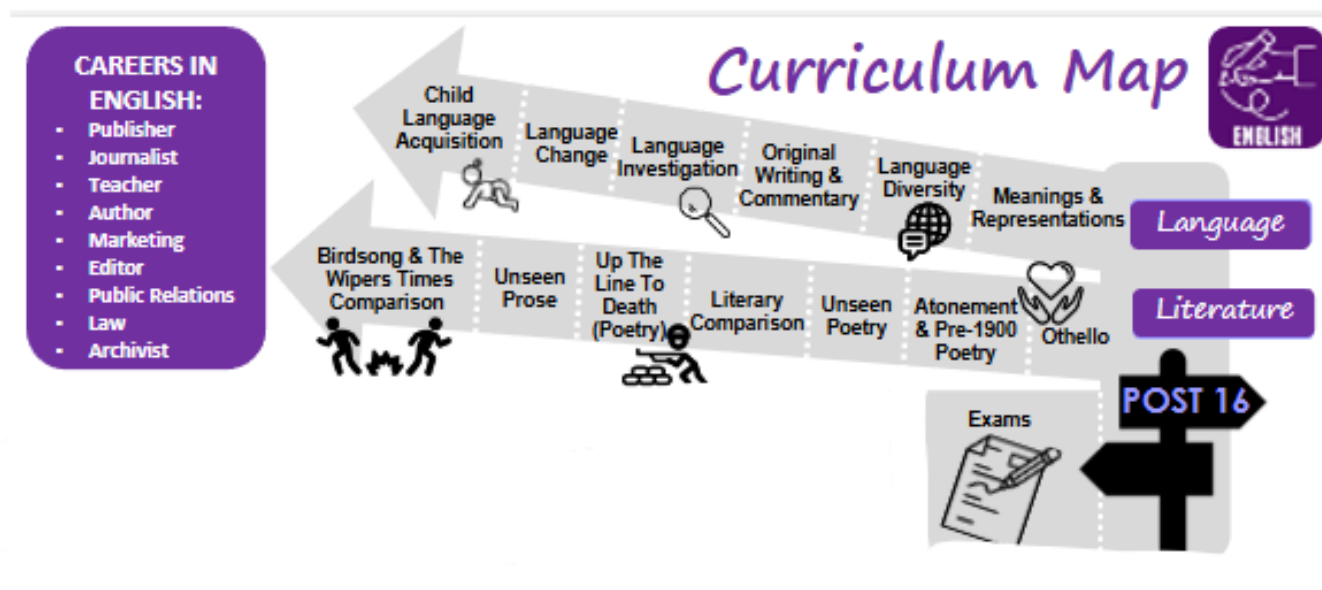 Curriculum Map
ENGLISH
CAREERS IN
ENGLISH:
▪ Publisher
▪ Journalist
▪ Teacher
▪ Author
▪ Marketing
▪ Editor
▪ Public Relations
▪ Law
▪ Archivist
Child
Language
Acquisition
Language
Change
Language
Investigation
Original
Writing &
Commentary
Language
Diversity
Meanings &
Representations
Language
Birdsong & The
Wipers Times
Comparison
Unseen
Prose
Up The
Line To
Death
(Poetry)
Literary
Comparison
Unseen
Poetry
Atonement
& Pre-1900
Poetry
Othello
Literature
POST 16
Exams